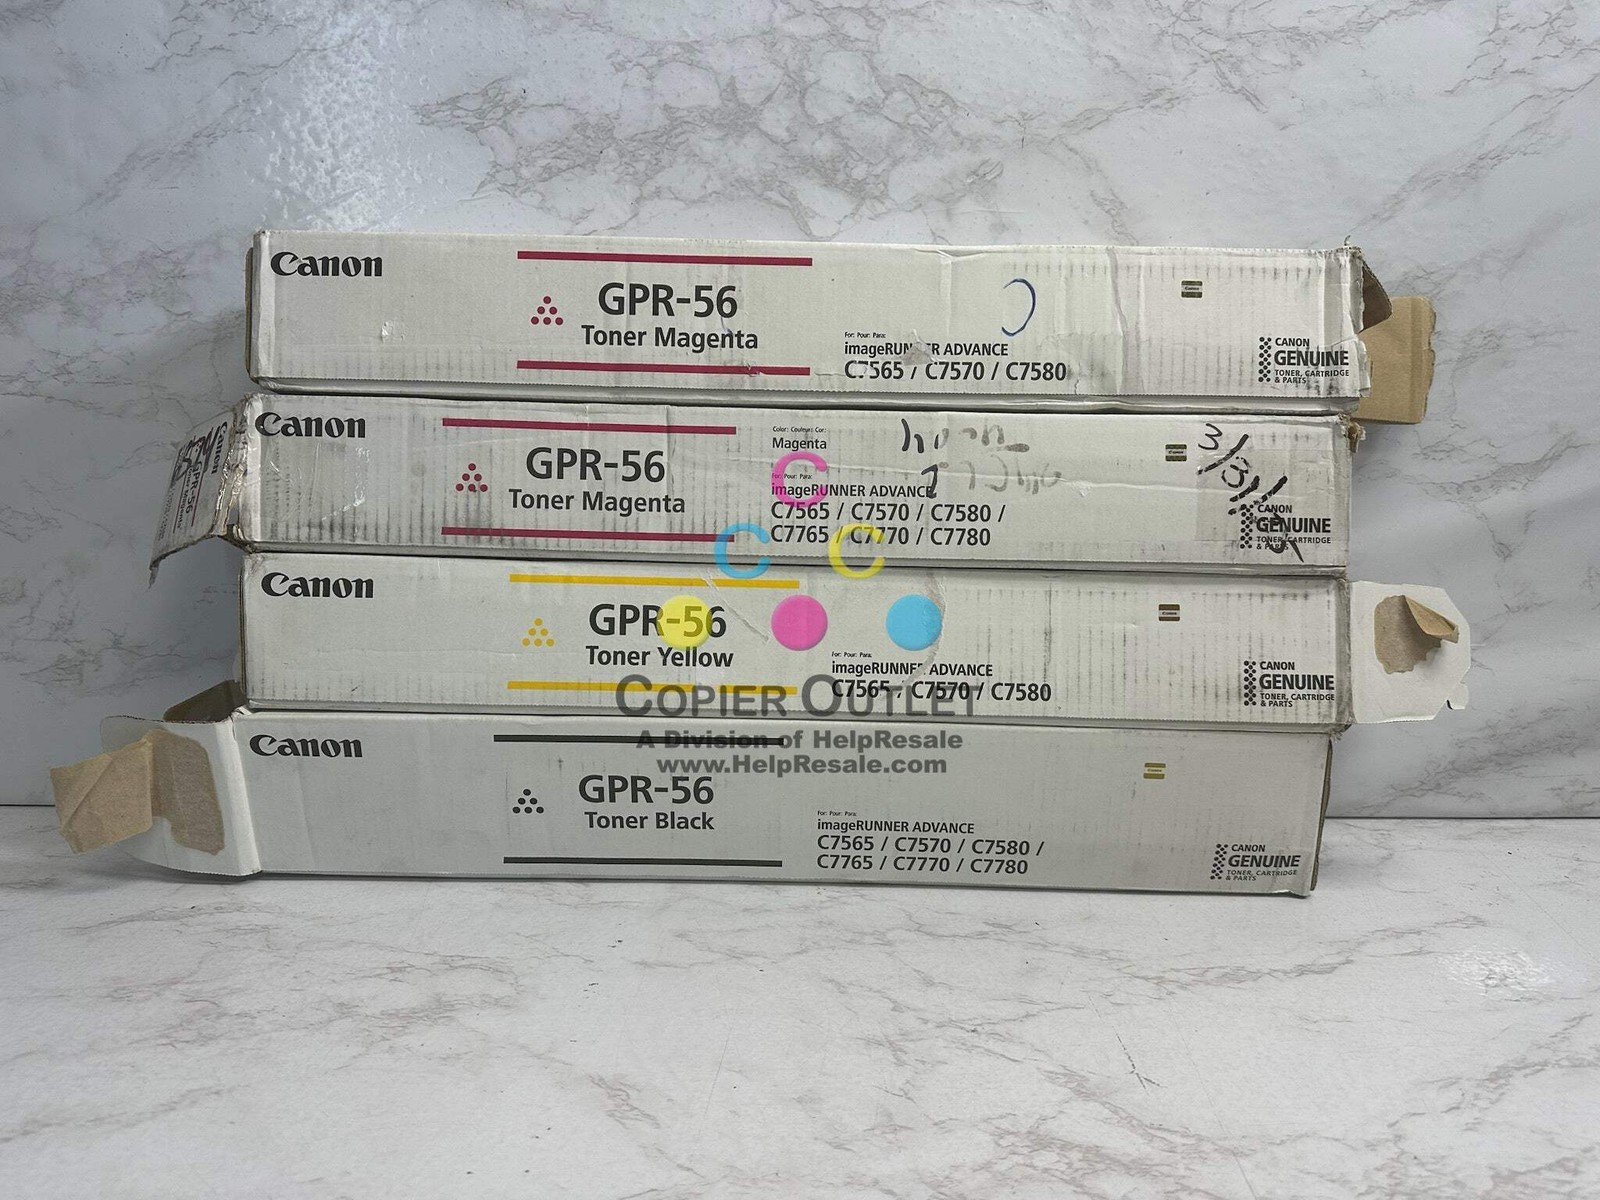 Canon
GPR-56
Toner Magenta
For: Pour: Para:
imageRUNNER ADVANCE
C7565 / C7570 / C7580
CANON
GENUINE
TONER, CARTRIDGE
& PARTS
Canon
GPR-56
Toner Magenta
Color: Couleur: Cor:
Magenta
For: Pour: Para:
imageRUNNER ADVANCE
C7565 / C7570 / C7580 /
C7765 / C7770 / C7780
CANON
GENUINE
TONER, CARTRIDGE
& PARTS
Canon
GPR-56
Canon
GPR-56
Toner Yellow
For: Pour: Para:
imageRUNNER ADVANCE
C7565 / C7570 / C7580
CANON
GENUINE
TONER, CARTRIDGE
& PARTS
C
C C
COPIER OUTLET
A Division of HelpResale
www.HelpResale.com
Canon
GPR-56
Toner Black
For: Pour: Para:
imageRUNNER ADVANCE
C7565 / C7570 / C7580 /
C7765 / C7770 / C7780
CANON
GENUINE
TONER, CARTRIDGE
& PARTS